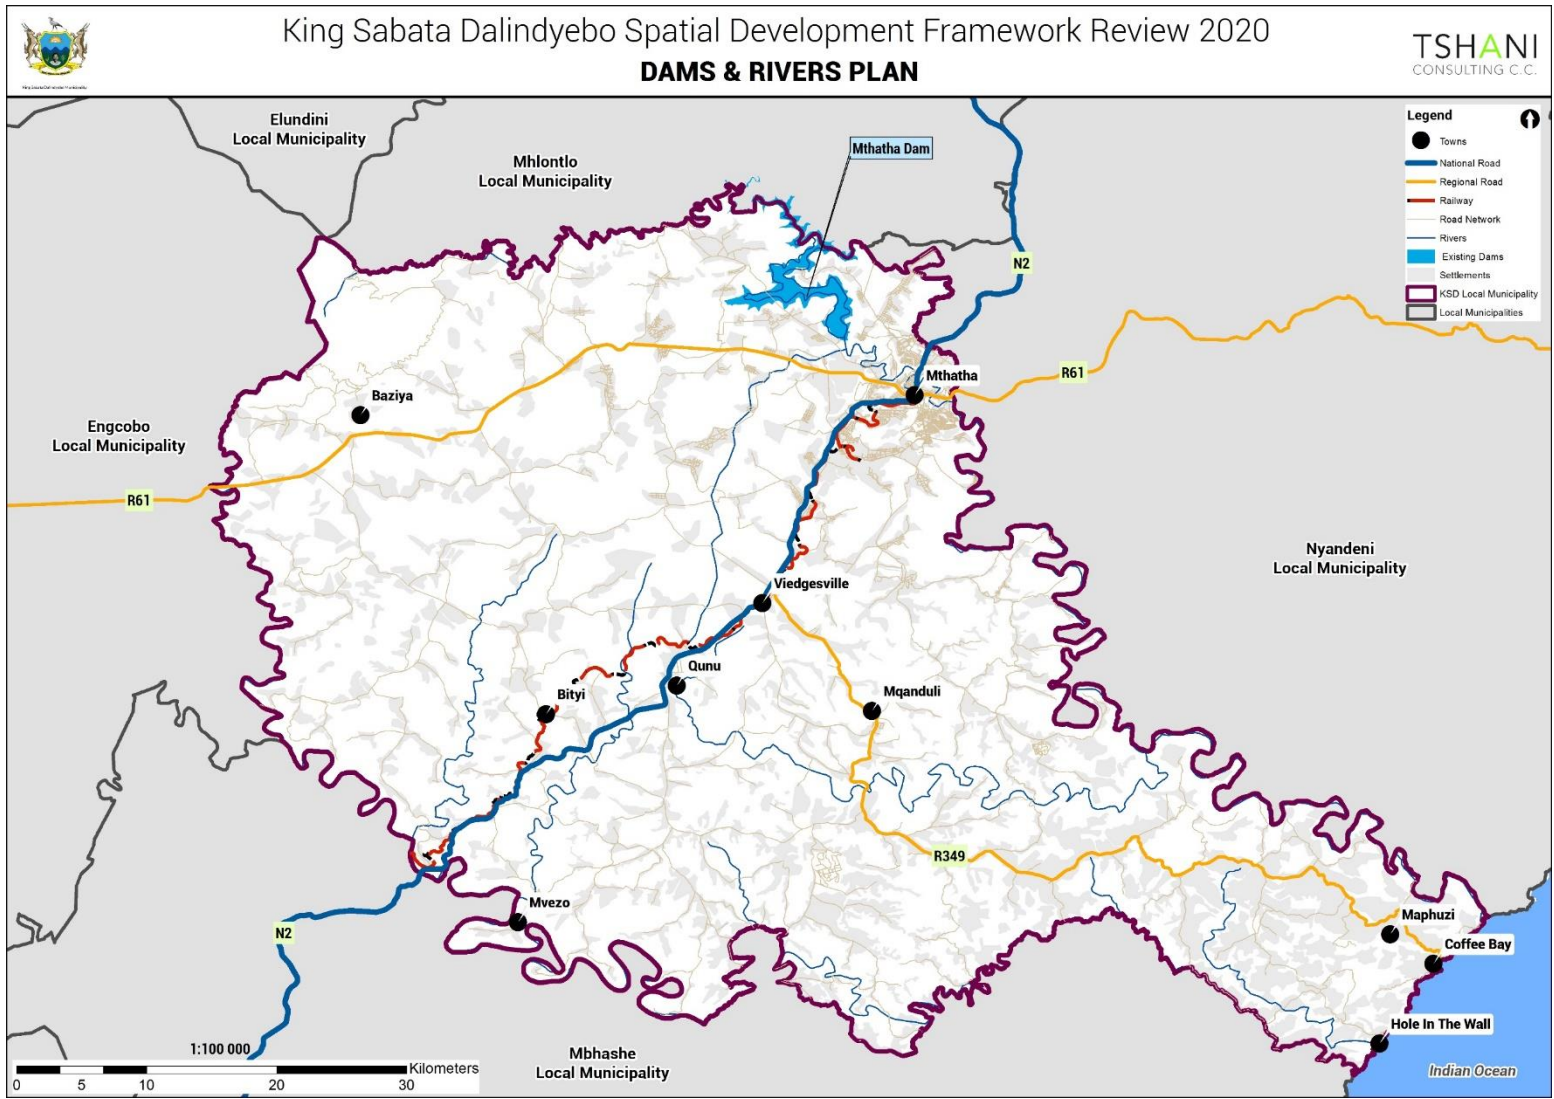 King Sabata Dalindyebo Spatial Development Framework Review 2020
DAMS & RIVERS PLAN
King Sabata Dalindyebo Municipality
TSHANI
CONSULTING C.C.
Elundini
Local Municipality
Mhlontlo
Local Municipality
Mthatha Dam
Legend
Towns
National Road
Regional Road
Railway
Road Network
Rivers
Existing Dams
Settlements
KSD Local Municipality
Local Municipalities
N2
Mthatha
R61
Baziya
Engcobo
Local Municipality
R61
Nyandeni
Local Municipality
Viedgesville
Qunu
Bityi
Mqanduli
R349
Mvezo
N2
Maphuzi
Coffee Bay
Hole In The Wall
Mbhashe
Local Municipality
Indian Ocean
1:100 000
Kilometers
0 5 10 20 30